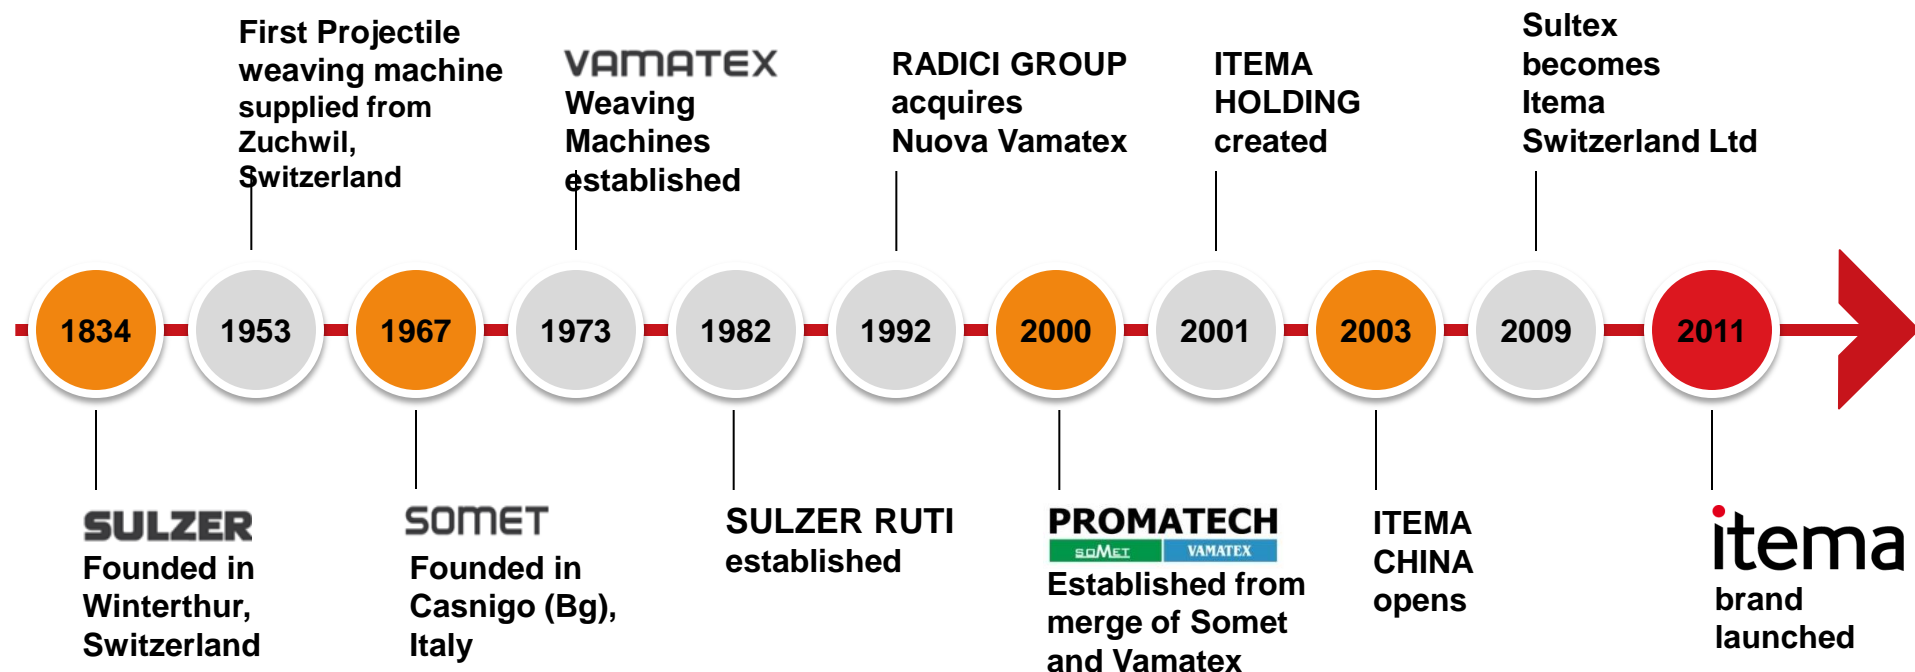 First Projectile
weaving machine
supplied from
Zuchwil,
Switzerland
VAMATEX
Weaving
Machines
established
RADICI GROUP
acquires
Nuova Vamatex
ITEMA
HOLDING
created
Sultex
becomes
Itema
Switzerland Ltd
1834
1953
1967
1973
1982
1992
2000
2001
2003
2009
2011
SULZER
Founded in
Winterthur,
Switzerland
SOMET
Founded in
Casnigo (Bg),
Italy
SULZER RUTI
established
PROMATECH
SOMET VAMATEX
Established from
merge of Somet
and Vamatex
ITEMA
CHINA
opens
itema
brand
launched